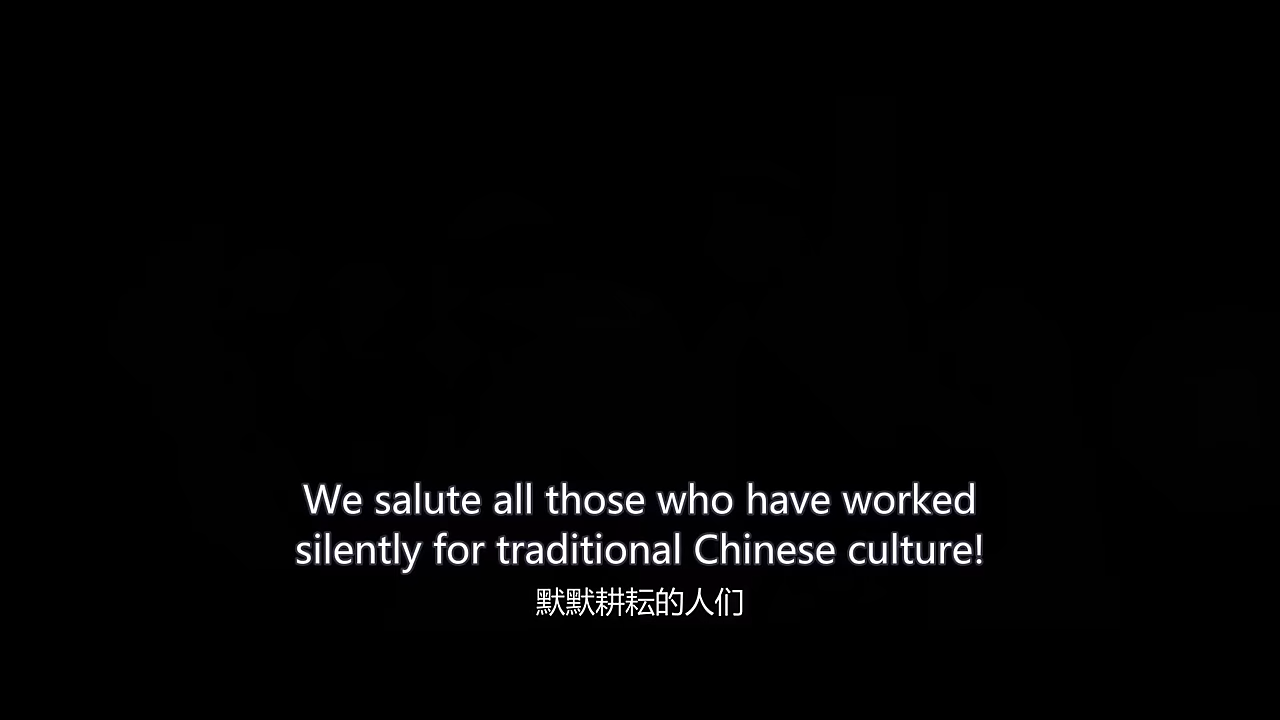 We salute all those who have worked
silently for traditional Chinese culture!
默默耕耘的人们